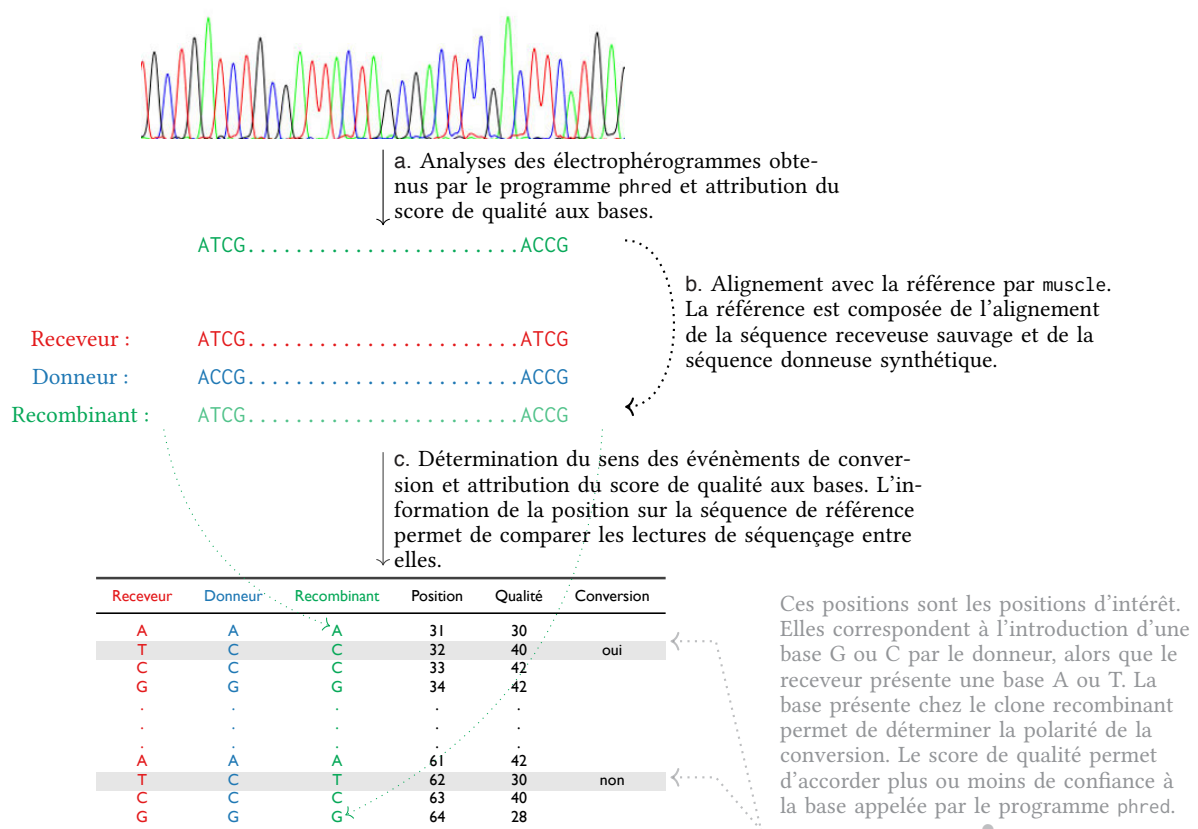 a. Analyses des électrophérogrammes obte-
nus par le programme phred et attribution du
score de qualité aux bases.
ATCG.......................ACCG
b. Alignement avec la référence par muscle.
La référence est composée de l'alignement
de la séquence receveuse sauvage et de la
séquence donneuse synthétique.
Receveur : ATCG.......................ATCG
Donneur : ACCG.......................ACCG
Recombinant : ATCG.......................ACCG
c. Détermination du sens des événèments de conver-
sion et attribution du score de qualité aux bases. L'in-
formation de la position sur la séquence de référence
permet de comparer les lectures de séquençage entre
elles.
Receveur Donneur Recombinant Position Qualité Conversion
A A A 31 30
T C C 32 40 oui
C C C 33 42
G G G 34 42
. . . . .
. . . . .
. . . . .
A A A 61 42
T C T 62 30 non
C C C 63 40
G G G 64 28
Ces positions sont les positions d'intérêt.
Elles correspondent à l'introduction d'une
base G ou C par le donneur, alors que le
receveur présente une base A ou T. La
base présente chez le clone recombinant
permet de déterminer la polarité de la
conversion. Le score de qualité permet
d'accorder plus ou moins de confiance à
la base appelée par le programme phred.